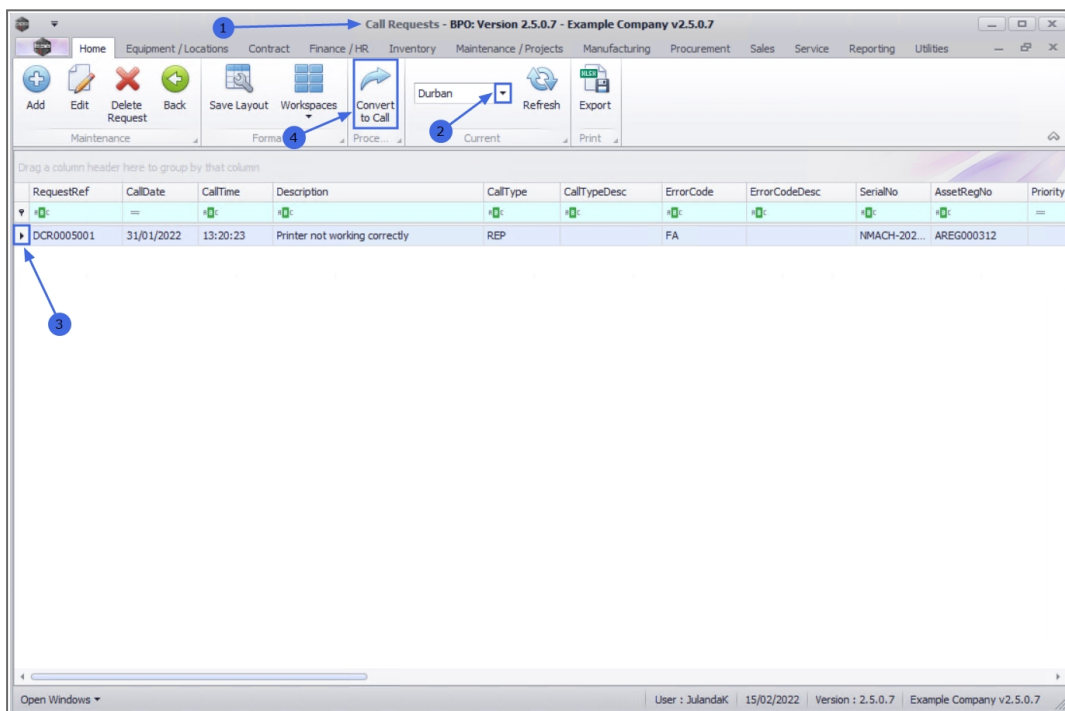 1
Call Requests - BPO: Version 2.5.0.7 - Example Company v2.5.0.7
Home Equipment / Locations Contract Finance / HR Inventory Maintenance / Projects Manufacturing Procurement Sales Service Reporting Utilities
Add Edit Delete Request Back Save Layout Workspaces Convert to Call Durban Refresh Export
4 2
Maintenance Forma Proce... Current Print
Drag a column header here to group by that column
RequestRef CallDate CallTime Description CallType CallTypeDesc ErrorCode ErrorCodeDesc SerialNo AssetRegNo Priority
DCR0005001 31/01/2022 13:20:23 Printer not working correctly REP FA NMACH-202... AREG000312
3
Open Windows User : JulandaK 15/02/2022 Version : 2.5.0.7 Example Company v2.5.0.7